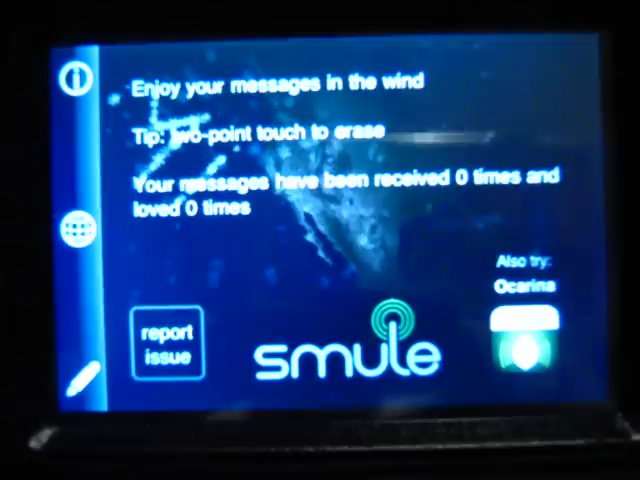 Enjoy your messages in the wind
Tip: two-point touch to erase
Your messages have been received 0 times and
loved 0 times
Also try:
Ocarina
report
issue
smule